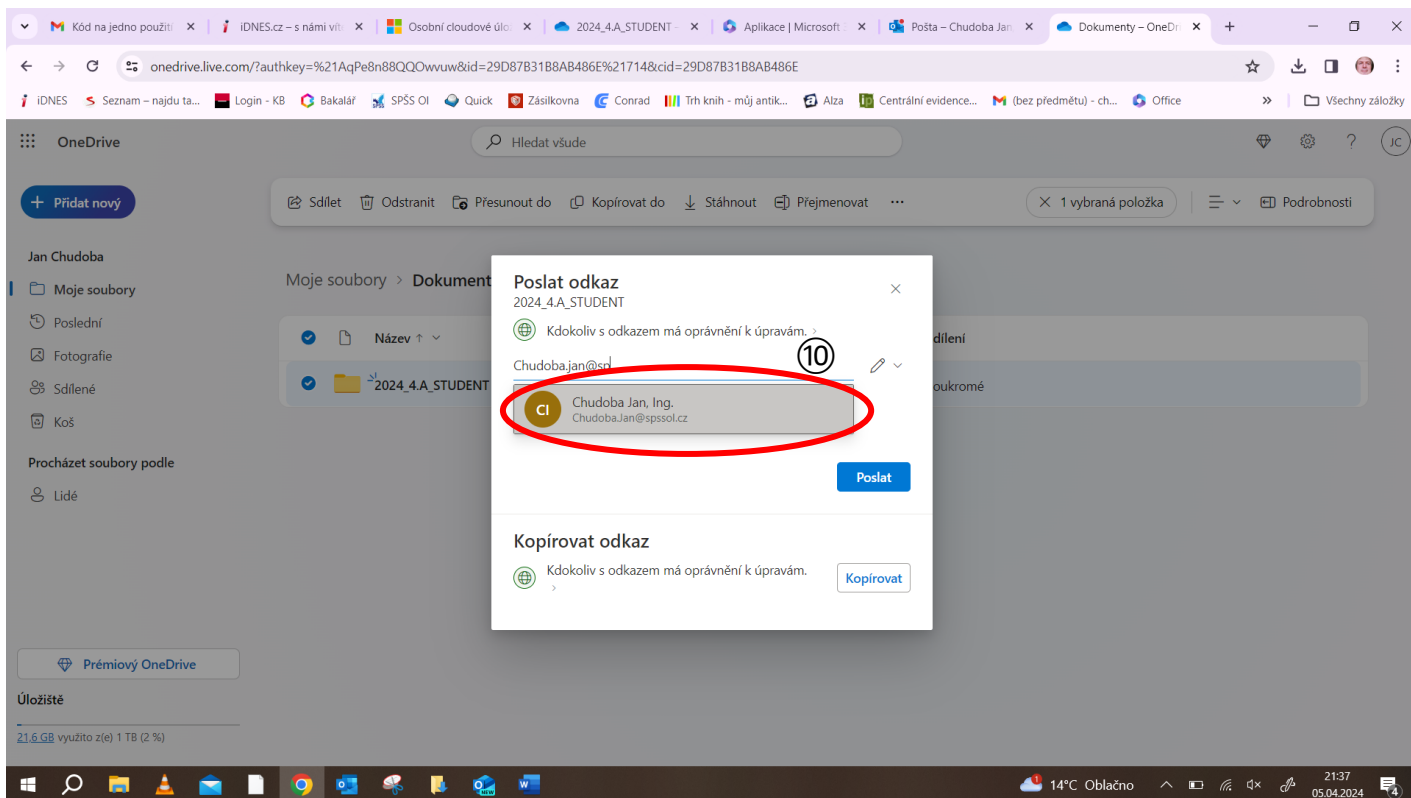 Kód na jedno použití
iDNES.cz – s námi víte
Osobní cloudové úlo
2024_4.A_STUDENT -
Aplikace | Microsoft
Pošta – Chudoba Jan
Dokumenty – OneDri
onedrive.live.com/?authkey=%21AqPe8n88QQOwvuw&id=29D87B31B8AB486E%21714&cid=29D87B31B8AB486E
iDNES
Seznam – najdu ta...
Login - KB
Bakalář
SPŠS Ol
Quick
Zásilkovna
Conrad
Trh knih - můj antik...
Alza
Centrální evidence...
(bez předmětu) - ch...
Office
»
Všechny záložky
OneDrive
Hledat všude
?
JC
+ Přidat nový
Sdílet
Odstranit
Přesunout do
Kopírovat do
Stáhnout
Přejmenovat
...
1 vybraná položka
Podrobnosti
Jan Chudoba
Moje soubory
Poslední
Fotografie
Sdílené
Koš
Procházet soubory podle
Lidé
Moje soubory > Dokument
Název
dílení
2024_4.A_STUDENT
oukromé
Poslat odkaz
2024_4.A_STUDENT
Kdokoliv s odkazem má oprávnění k úpravám. >
Chudoba.jan@sp
⑩
CI
Chudoba Jan, Ing.
Chudoba.Jan@spssol.cz
Poslat
Kopírovat odkaz
Kdokoliv s odkazem má oprávnění k úpravám.
>
Kopírovat
Prémiový OneDrive
Úložiště
21,6 GB využito z(e) 1 TB (2 %)
14°C Oblačno
21:37
05.04.2024
4